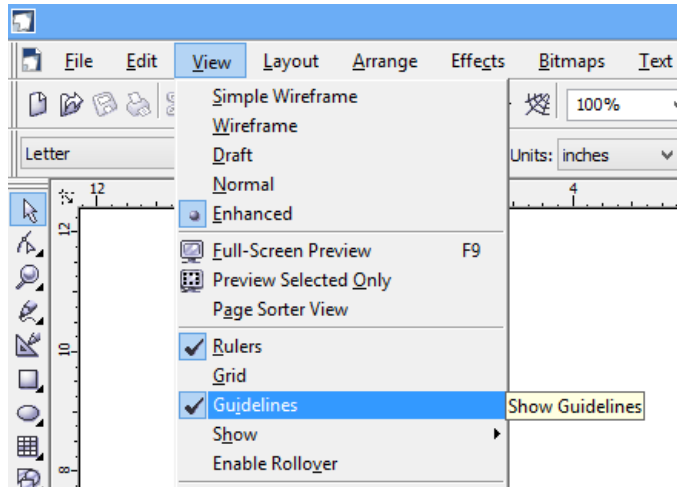 File Edit View Layout Arrange Effects Bitmaps Text
Simple Wireframe 100%
Wireframe
Letter Draft Units: inches
Normal
12 4
Enhanced
12
Full-Screen Preview F9
Preview Selected Only
Page Sorter View
Rulers
10
Grid
Guidelines Show Guidelines
Show
Enable Rollover
8